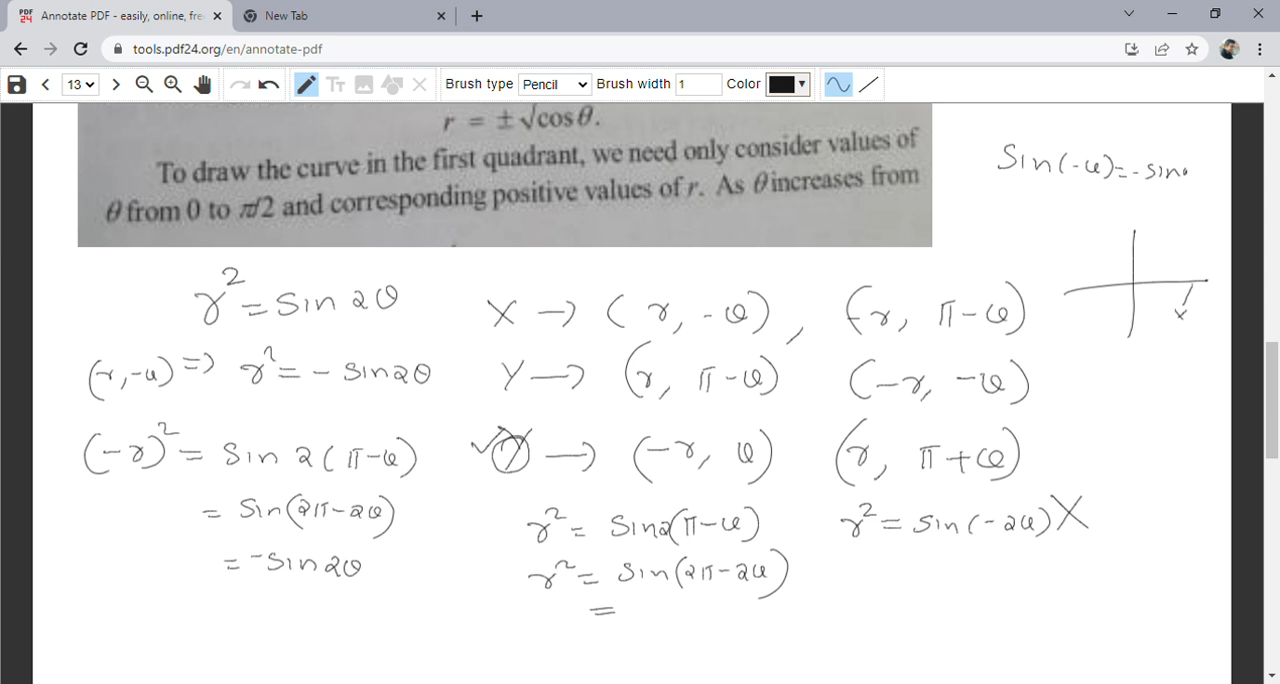 Annotate PDF - easily, online, fre
New Tab
tools.pdf24.org/en/annotate-pdf
13
Brush type Pencil Brush width 1 Color
r = ±√cosθ.
To draw the curve in the first quadrant, we need only consider values of
θ from 0 to π/2 and corresponding positive values of r. As θ increases from
Sin(-θ)=-sin
r² = Sin 2θ
X → (r, -θ), (-r, π-θ)
(r,-θ) => r² = - Sin2θ
Y → (r, π-θ) (-r, -θ)
(-r)² = Sin 2(π-θ)
→ (-r, θ) (r, π+θ)
= Sin(2π-2θ)
r² = Sin2(π-θ)
r² = Sin(-2θ) X
= -Sin2θ
r² = Sin(2π-2θ)
=